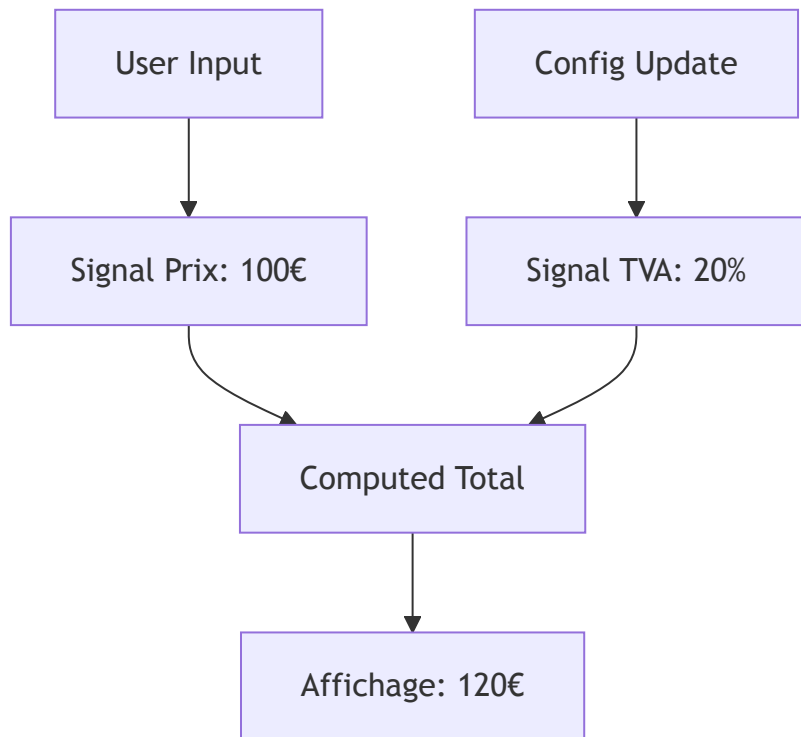 User Input
Config Update
Signal Prix: 100€
Signal TVA: 20%
Computed Total
Affichage: 120€